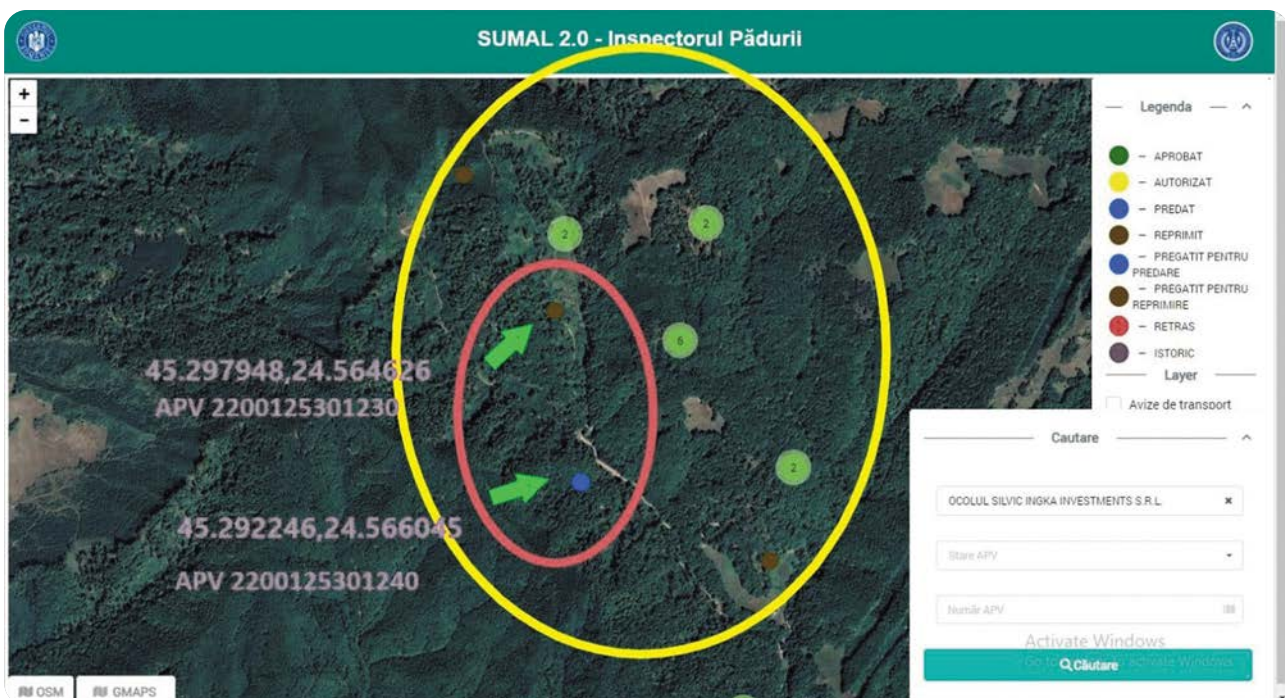 SUMAL 2.0 - Inspectorul Pădurii
+
−
2
2
6
2
45.297948,24.564626
APV 2200125301230
45.292246,24.566045
APV 2200125301240
Legenda
– APROBAT
– AUTORIZAT
– PREDAT
– REPRIMIT
– PREGATIT PENTRU
PREDARE
– PREGATIT PENTRU
REPRIMIRE
– RETRAS
– ISTORIC
Layer
Avize de transport
Cautare
OCOLUL SILVIC INGKA INVESTMENTS S.R.L.
Stare APV
Număr APV
Activate Windows
Căutare
OSM
GMAPS